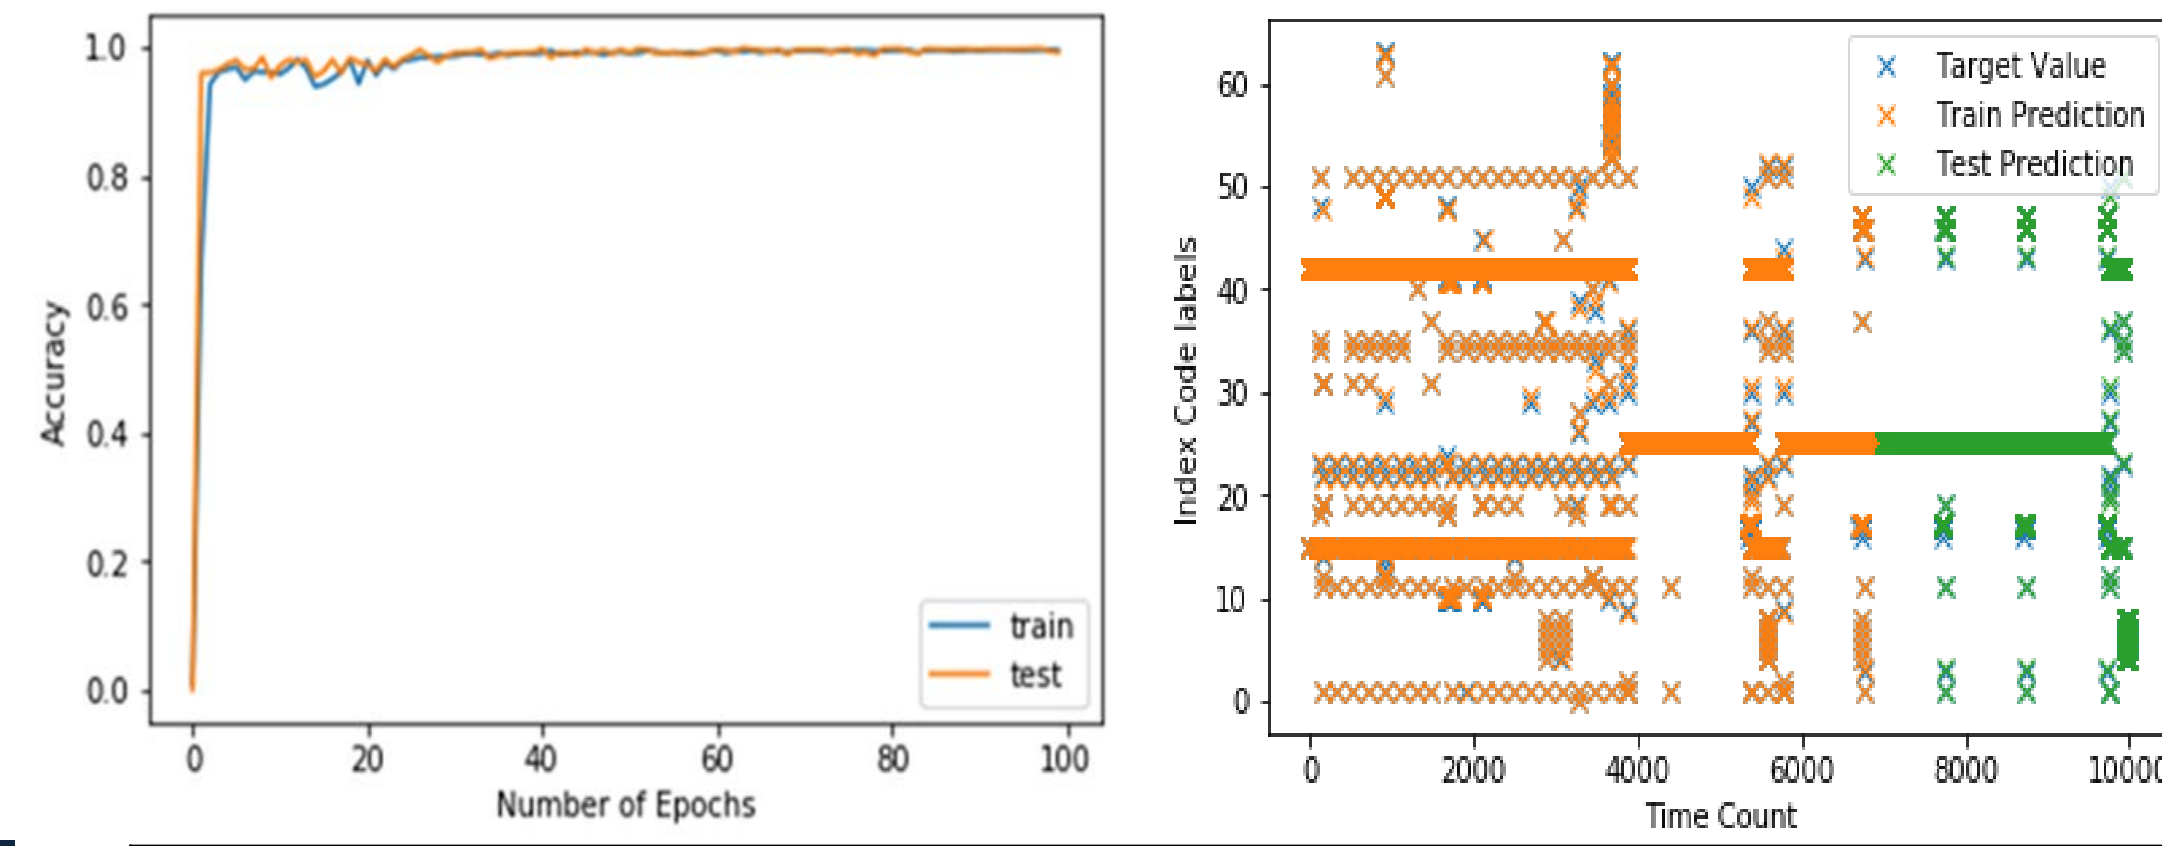 1.0
0.8
0.6
0.4
0.2
0.0
Accuracy
0 20 40 60 80 100
Number of Epochs
train
test
60
50
40
30
20
10
0
Index Code labels
0 2000 4000 6000 8000 10000
Time Count
Target Value
Train Prediction
Test Prediction